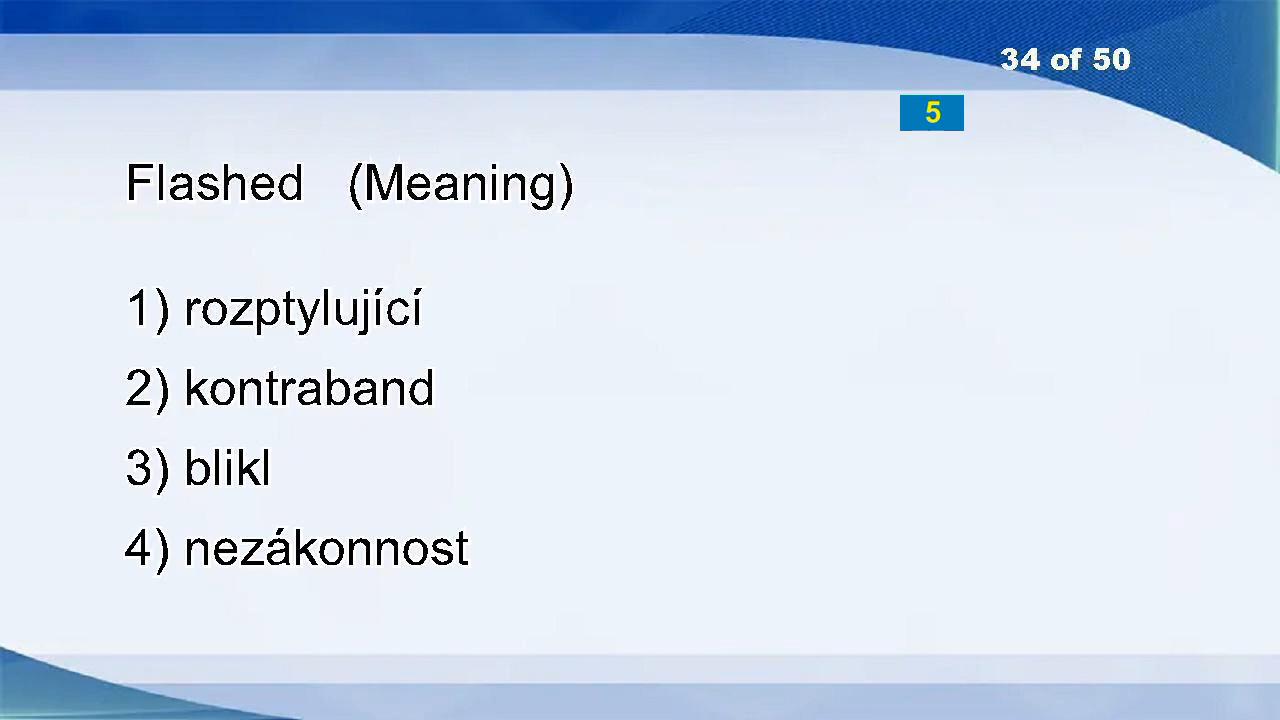 34 of 50
5
Flashed (Meaning)
1) rozptylující
2) kontraband
3) blikl
4) nezákonnost